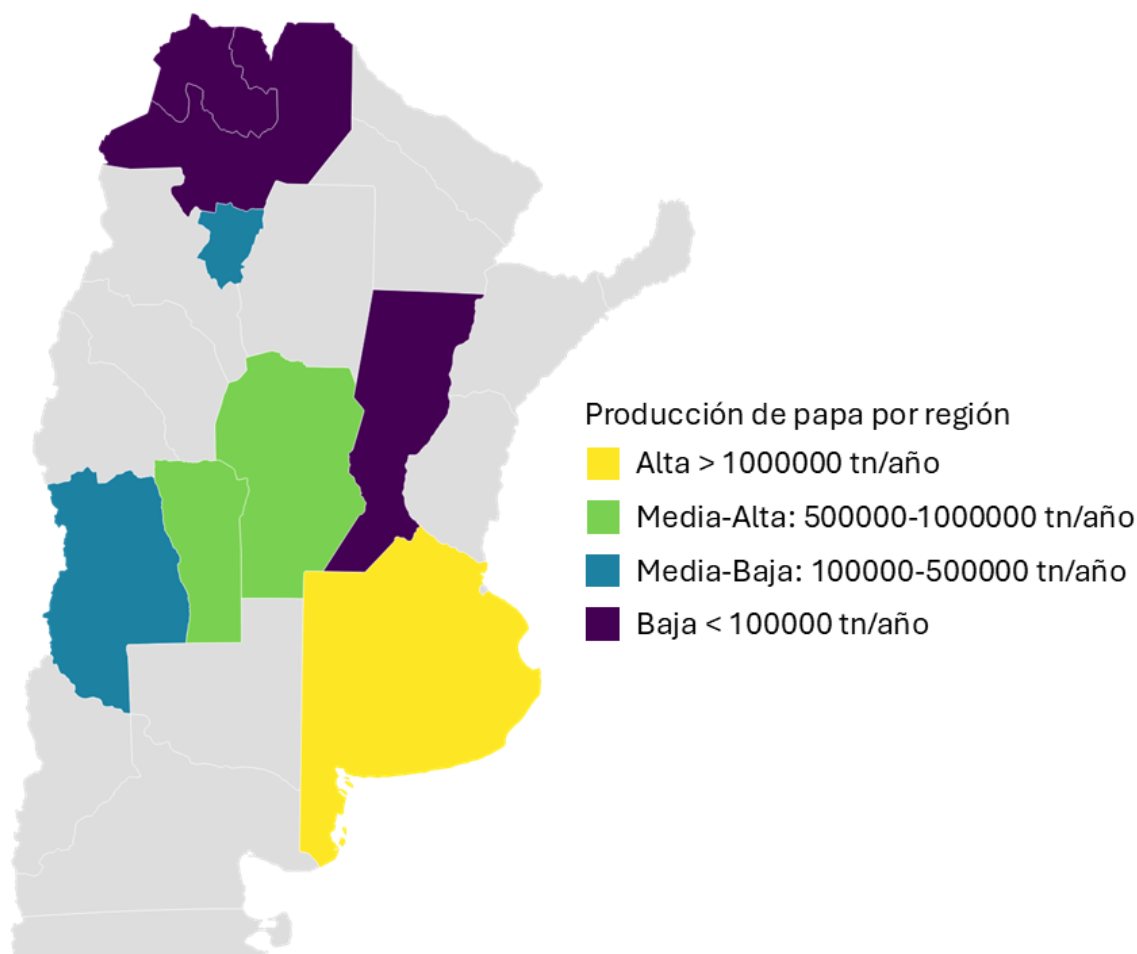 Producción de papa por región
Alta > 1000000 tn/año
Media-Alta: 500000-1000000 tn/año
Media-Baja: 100000-500000 tn/año
Baja < 100000 tn/año